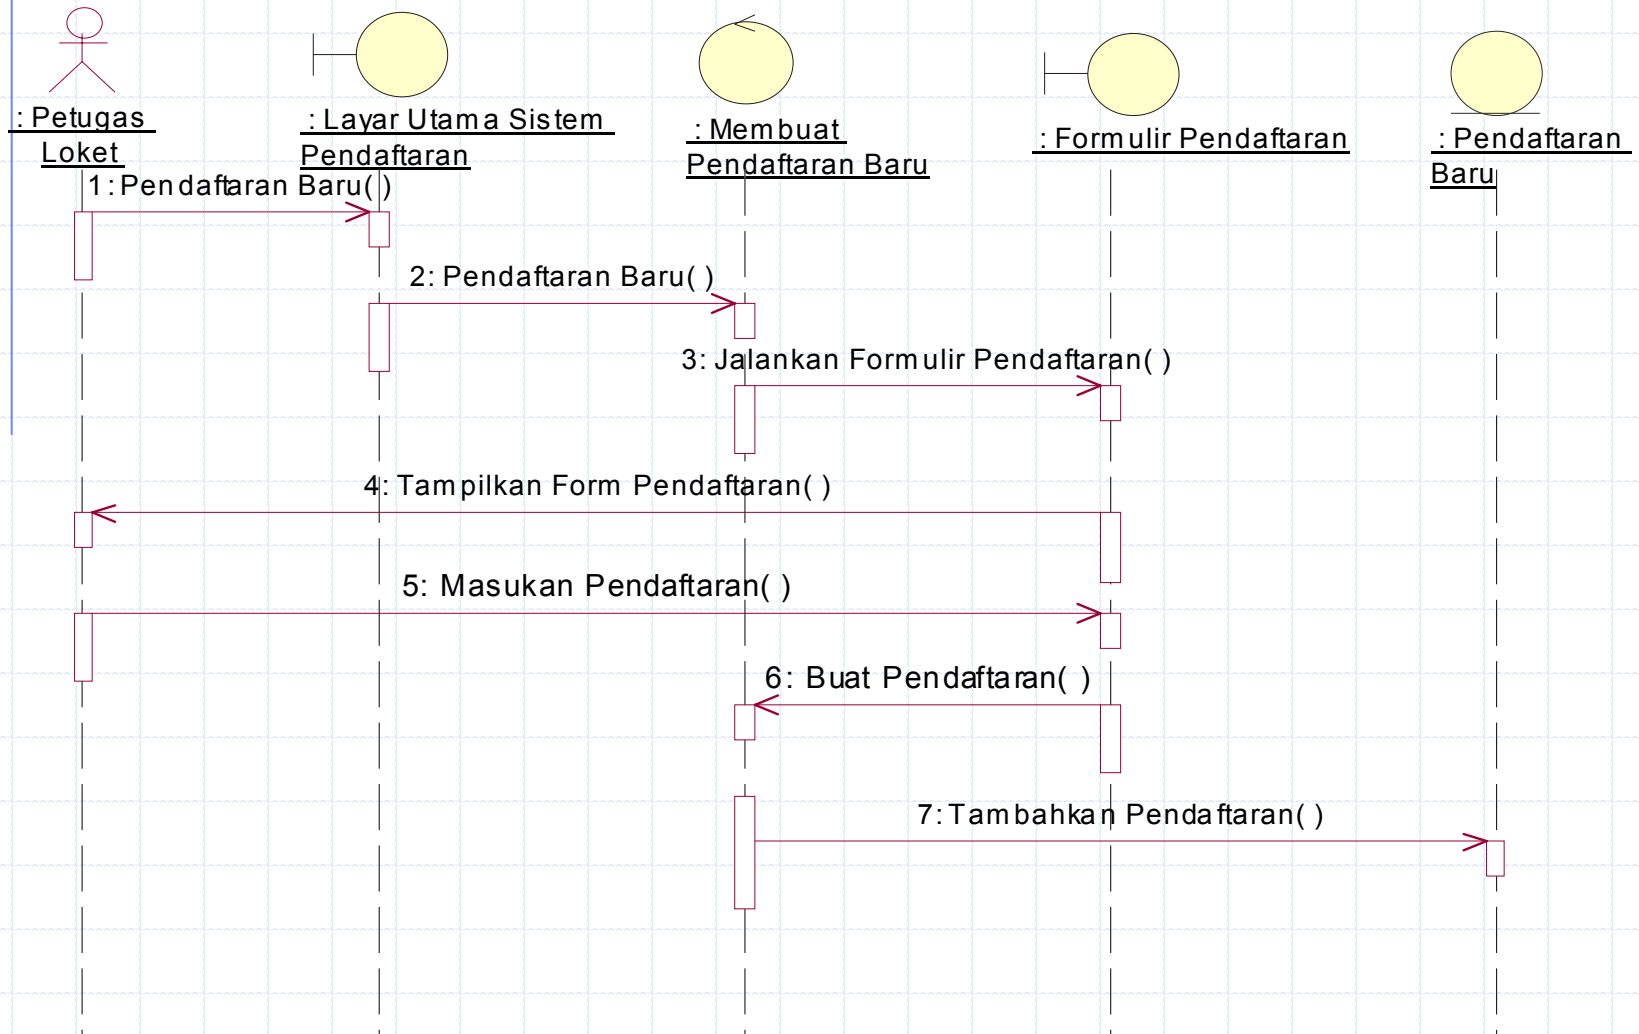 : Petugas
Loket
: Layar Utama Sistem
Pendaftaran
: Membuat
Pendaftaran Baru
: Formulir Pendaftaran
: Pendaftaran
Baru
1: Pendaftaran Baru( )
2: Pendaftaran Baru( )
3: Jalankan Formulir Pendaftaran( )
4: Tampilkan Form Pendaftaran( )
5: Masukan Pendaftaran( )
6: Buat Pendaftaran( )
7: Tambahkan Pendaftaran( )